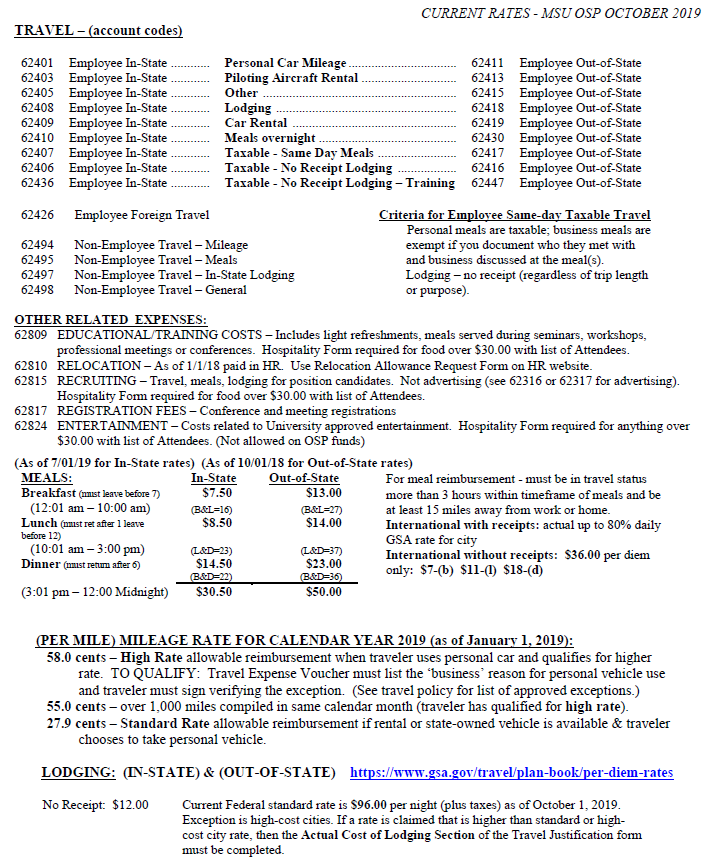 CURRENT RATES - MSU OSP OCTOBER 2019
TRAVEL – (account codes)
62401 Employee In-State ............ Personal Car Mileage ................................. 62411 Employee Out-of-State
62403 Employee In-State ............ Piloting Aircraft Rental ............................. 62413 Employee Out-of-State
62405 Employee In-State ............ Other ............................................................ 62415 Employee Out-of-State
62408 Employee In-State ............ Lodging ....................................................... 62418 Employee Out-of-State
62409 Employee In-State ............ Car Rental ................................................... 62419 Employee Out-of-State
62410 Employee In-State ............ Meals overnight .......................................... 62430 Employee Out-of-State
62407 Employee In-State ............ Taxable - Same Day Meals ........................ 62417 Employee Out-of-State
62406 Employee In-State ............ Taxable - No Receipt Lodging .................. 62416 Employee Out-of-State
62436 Employee In-State ............ Taxable - No Receipt Lodging – Training 62447 Employee Out-of-State
62426 Employee Foreign Travel
Criteria for Employee Same-day Taxable Travel
Personal meals are taxable; business meals are
62494 Non-Employee Travel – Mileage exempt if you document who they met with
62495 Non-Employee Travel – Meals and business discussed at the meal(s).
62497 Non-Employee Travel – In-State Lodging Lodging – no receipt (regardless of trip length
62498 Non-Employee Travel – General or purpose).
OTHER RELATED EXPENSES:
62809 EDUCATIONAL/TRAINING COSTS – Includes light refreshments, meals served during seminars, workshops,
professional meetings or conferences. Hospitality Form required for food over $30.00 with list of Attendees.
62810 RELOCATION – As of 1/1/18 paid in HR. Use Relocation Allowance Request Form on HR website.
62815 RECRUITING – Travel, meals, lodging for position candidates. Not advertising (see 62316 or 62317 for advertising).
Hospitality Form required for food over $30.00 with list of Attendees.
62817 REGISTRATION FEES – Conference and meeting registrations
62824 ENTERTAINMENT – Costs related to University approved entertainment. Hospitality Form required for anything over
$30.00 with list of Attendees. (Not allowed on OSP funds)
(As of 7/01/19 for In-State rates) (As of 10/01/18 for Out-of-State rates)
MEALS: In-State Out-of-State
Breakfast (must leave before 7) $7.50 $13.00
(12:01 am – 10:00 am) (B&L=16) (B&L=27)
Lunch (must ret after 1 leave $8.50 $14.00
before 12)
(10:01 am – 3:00 pm) (L&D=23) (L&D=37)
Dinner (must return after 6) $14.50 $23.00
(B&D=22) (B&D=36)
(3:01 pm – 12:00 Midnight) $30.50 $50.00
For meal reimbursement - must be in travel status
more than 3 hours within timeframe of meals and be
at least 15 miles away from work or home.
International with receipts: actual up to 80% daily
GSA rate for city
International without receipts: $36.00 per diem
only: $7-(b) $11-(l) $18-(d)
(PER MILE) MILEAGE RATE FOR CALENDAR YEAR 2019 (as of January 1, 2019):
58.0 cents – High Rate allowable reimbursement when traveler uses personal car and qualifies for higher
rate. TO QUALIFY: Travel Expense Voucher must list the ‘business’ reason for personal vehicle use
and traveler must sign verifying the exception. (See travel policy for list of approved exceptions.)
55.0 cents – over 1,000 miles compiled in same calendar month (traveler has qualified for high rate).
27.9 cents – Standard Rate allowable reimbursement if rental or state-owned vehicle is available & traveler
chooses to take personal vehicle.
LODGING: (IN-STATE) & (OUT-OF-STATE) https://www.gsa.gov/travel/plan-book/per-diem-rates
No Receipt: $12.00 Current Federal standard rate is $96.00 per night (plus taxes) as of October 1, 2019.
Exception is high-cost cities. If a rate is claimed that is higher than standard or high-
cost city rate, then the Actual Cost of Lodging Section of the Travel Justification form
must be completed.